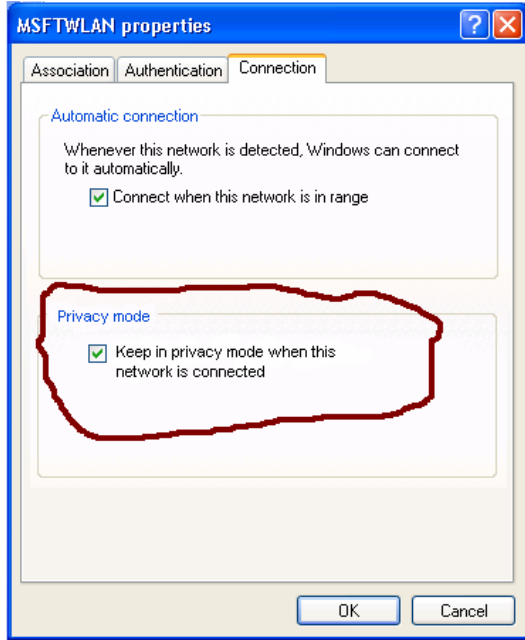 MSFTWLAN properties
Association Authentication Connection
Automatic connection
Whenever this network is detected, Windows can connect
to it automatically.
Connect when this network is in range
Privacy mode
Keep in privacy mode when this
network is connected
OK Cancel